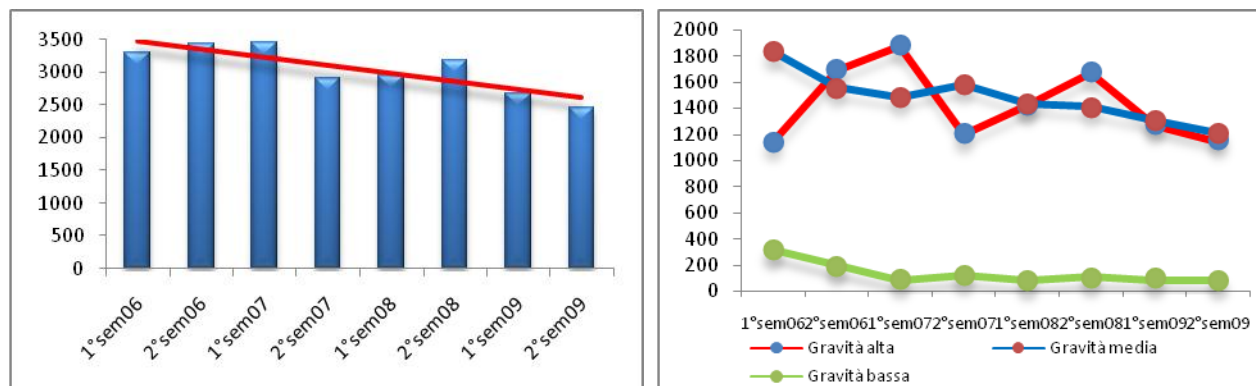 3500
3000
2500
2000
1500
1000
500
0
1°sem06
2°sem06
1°sem07
2°sem07
1°sem08
2°sem08
1°sem09
2°sem09
2000
1800
1600
1400
1200
1000
800
600
400
200
0
1°sem062°sem061°sem072°sem071°sem082°sem081°sem092°sem09
Gravità alta Gravità media
Gravità bassa